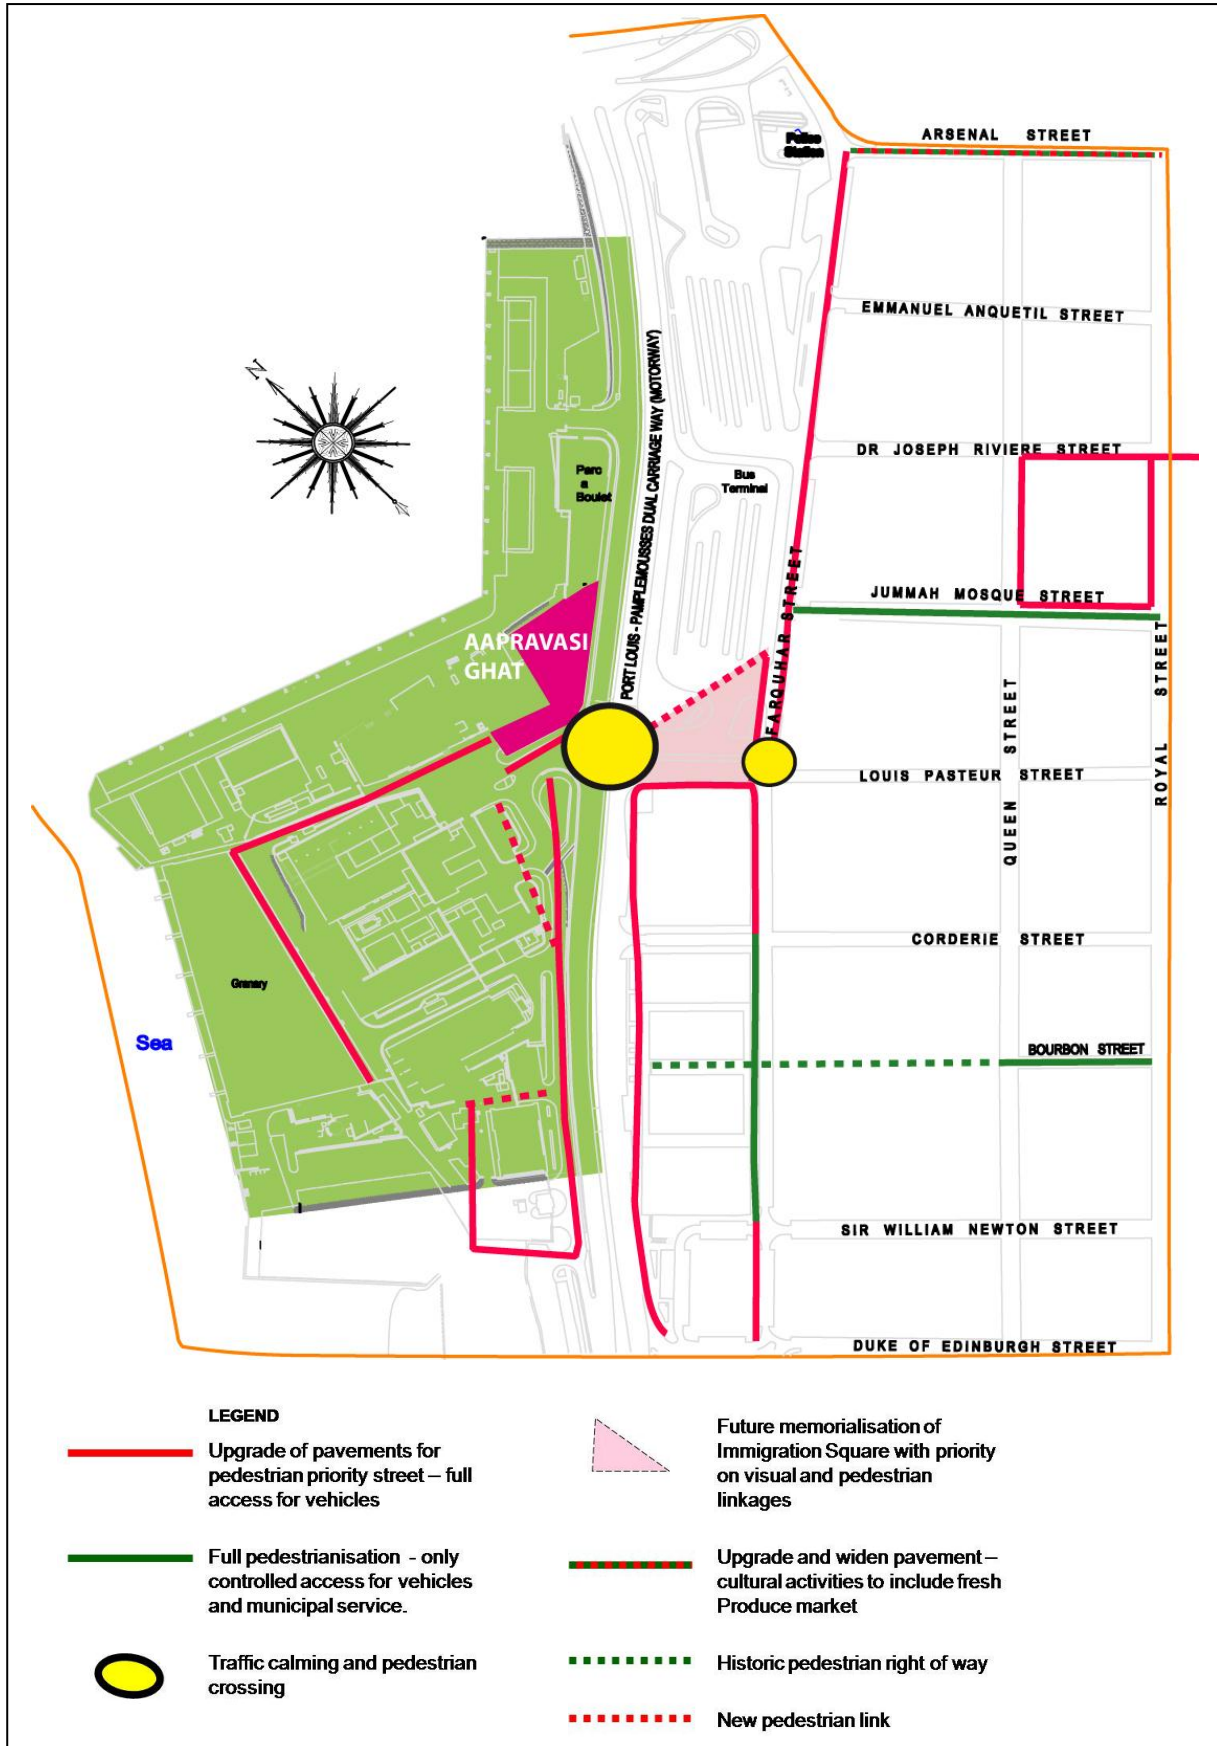 ARSENAL STREET
Police
Station
EMMANUEL ANQUETIL STREET
N
PORT LOUIS - PAMPLEMOUSSES DUAL CARRIAGE WAY (MOTORWAY)
DR JOSEPH RIVIERE STREET
Parc
a
Boulet
Bus
Terminal
JUMMAH MOSQUE STREET
AAPRAVASI
GHAT
FARQUHAR STREET
QUEEN STREET
ROYAL STREET
LOUIS PASTEUR STREET
CORDERIE STREET
Granary
Sea
BOURBON STREET
SIR WILLIAM NEWTON STREET
DUKE OF EDINBURGH STREET
LEGEND
Upgrade of pavements for
pedestrian priority street – full
access for vehicles
Full pedestrianisation - only
controlled access for vehicles
and municipal service.
Traffic calming and pedestrian
crossing
Future memorialisation of
Immigration Square with priority
on visual and pedestrian
linkages
Upgrade and widen pavement –
cultural activities to include fresh
Produce market
Historic pedestrian right of way
New pedestrian link